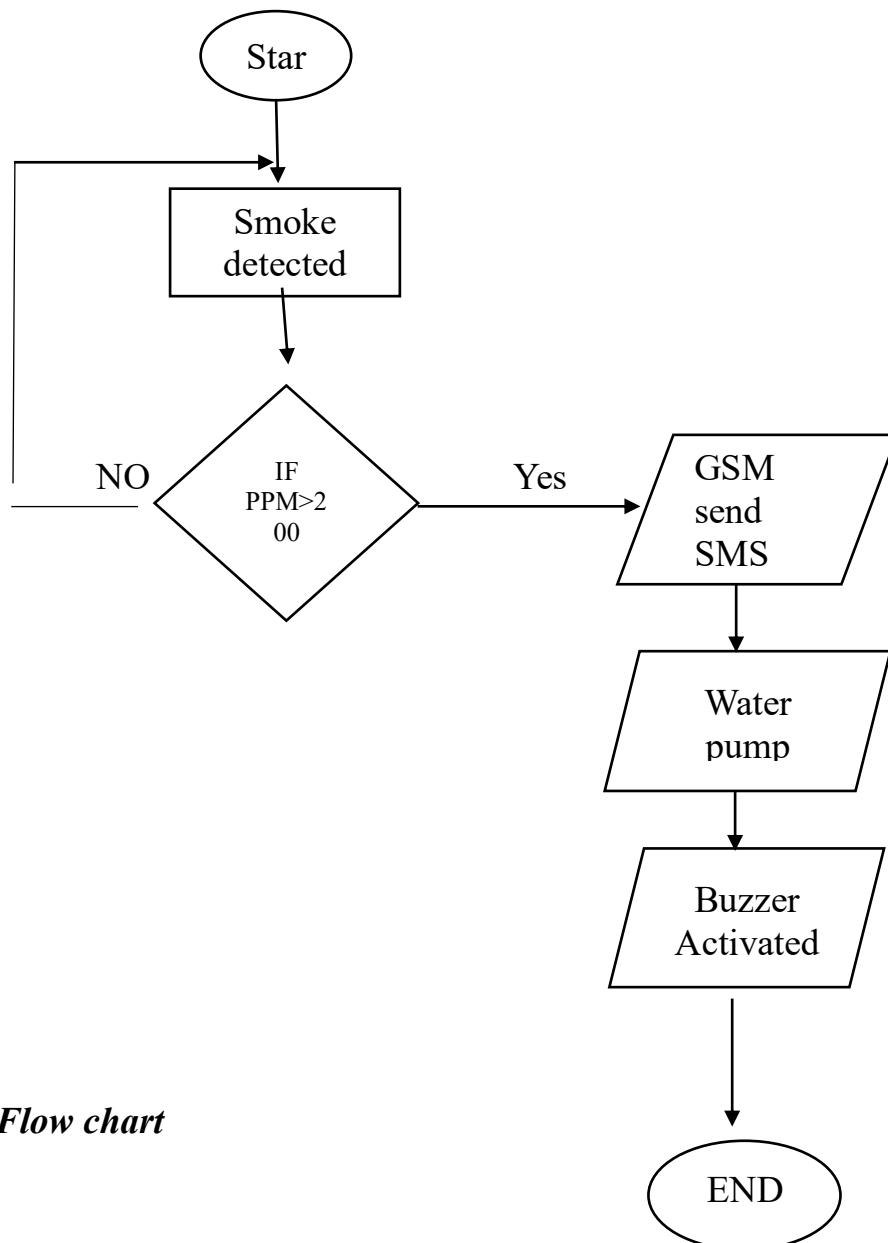 Star
Smoke
detected
NO
IF
PPM>2
00
Yes
GSM
send
SMS
Water
pump
Buzzer
Activated
Flow chart
END